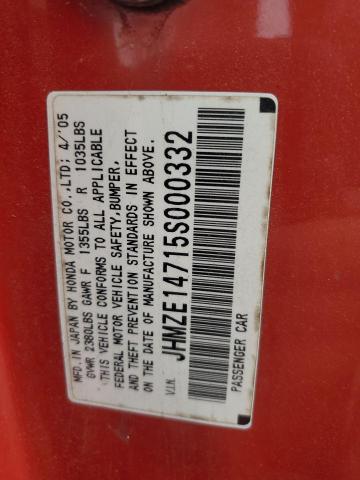 MFD.IN JAPAN BY HONDA MOTOR CO.,LTD; 4/'05
GVWR 2380LBS GAWR F 1355LBS R 1035LBS
THIS VEHICLE CONFORMS TO ALL APPLICABLE
FEDERAL MOTOR VEHICLE SAFETY,BUMPER,
AND THEFT PREVENTION STANDARDS IN EFFECT
ON THE DATE OF MANUFACTURE SHOWN ABOVE.
V.I.N. JHMZE14715S000332
PASSENGER CAR